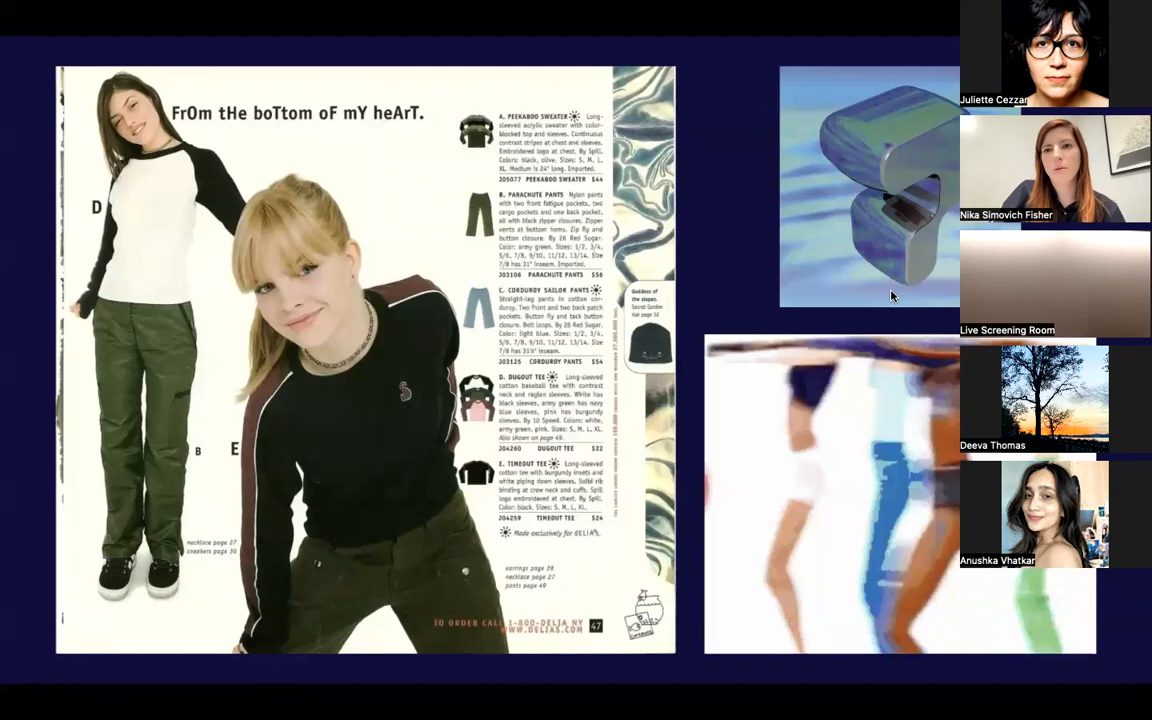 FrOm tHe boTtom oF mY heArT.
D
B
E
necklace page 27
sneakers page 30
A. PEEKABOO SWEATER Long-
sleeved acrylic sweater with color-
blocked top and sleeves. Continuous
contrast stripes at chest and sleeves.
Embroidered logo at chest. By Spill.
Colors: black, olive. Sizes: S, M, L,
XL. Medium is 24" long. Imported.
J05077 PEEKABOO SWEATER $44
B. PARACHUTE PANTS Nylon pants
with two front fatigue pockets, two
cargo pockets and one back pocket,
all with black zipper closures. Zipper
vents at bottom hems. Zip fly and
button closure. By 26 Red Sugar.
Color: army green. Sizes: 1/2, 3/4,
5/6, 7/8, 9/10, 11/12, 13/14. Size
7/8 has 31" inseam. Imported.
J03106 PARACHUTE PANTS $56
C. CORDUROY SAILOR PANTS
Straight-leg pants in cotton cor-
duroy. Two front and two back patch
pockets. Button fly and tack button
closure. Belt loops. By 26 Red Sugar.
Color: light blue. Sizes: 1/2, 3/4,
5/6, 7/8, 9/10, 11/12, 13/14. Size
7/8 has 31½" inseam.
J03125 CORDUROY PANTS $54
D. DUGOUT TEE Long-sleeved
cotton baseball tee with contrast
neck and raglan sleeves. White has
black sleeves, army green has navy
blue sleeves, pink has burgundy
sleeves. By 10 Speed. Colors: white,
army green, pink. Sizes: S, M, L, XL.
Also shown on page 49.
J04260 DUGOUT TEE $22
E. TIMEOUT TEE Long-sleeved
cotton tee with burgundy insets and
white piping down sleeves. Solid rib
binding at crew neck and cuffs. Spill
logo embroidered at chest. By Spill.
Color: black. Sizes: S, M, L, XL.
J04259 TIMEOUT TEE $24
Made exclusively for dELiA*s.
earrings page 26
necklace page 27
pants page 49
TO ORDER CALL 1-800-DELIA NY
WWW.DELIAS.COM
47
Goddess of
the slopes.
Secret Garden
Hat page 52
Juliette Cezzar
Nika Simovich Fisher
Live Screening Room
Deeva Thomas
Anushka Vhatkar